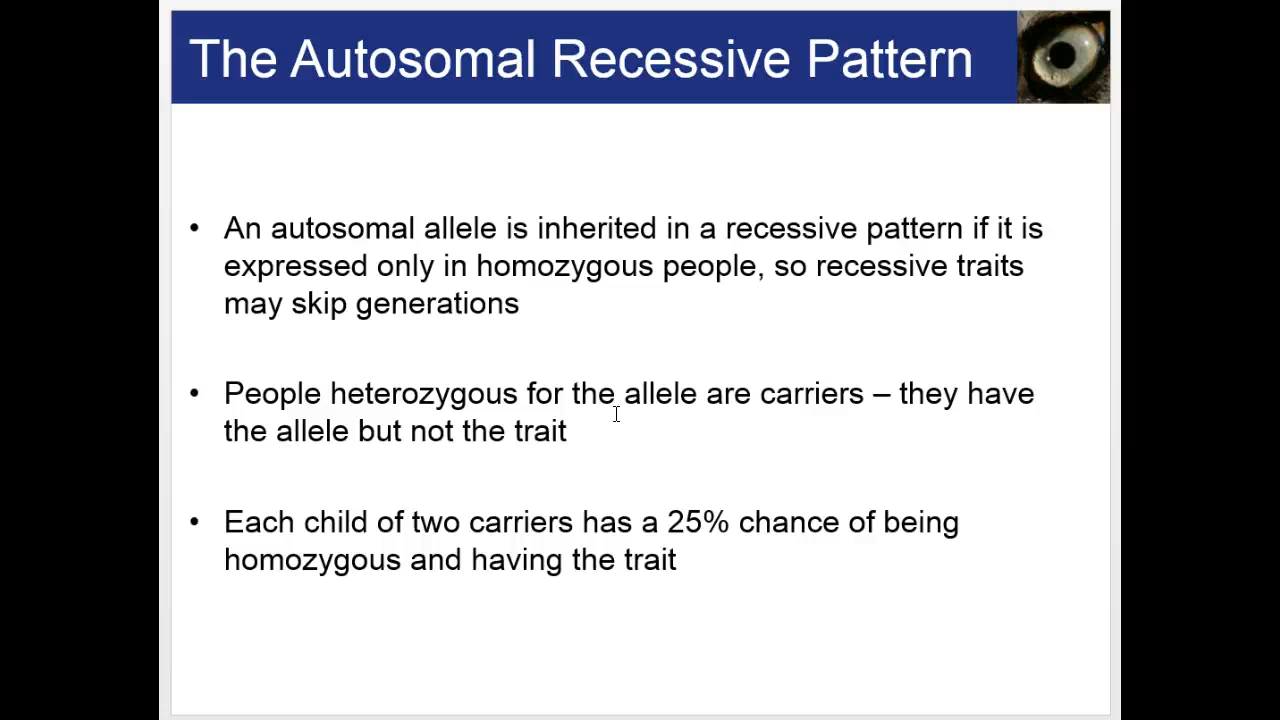 The Autosomal Recessive Pattern
• An autosomal allele is inherited in a recessive pattern if it is
expressed only in homozygous people, so recessive traits
may skip generations
• People heterozygous for the allele are carriers – they have
the allele but not the trait
• Each child of two carriers has a 25% chance of being
homozygous and having the trait